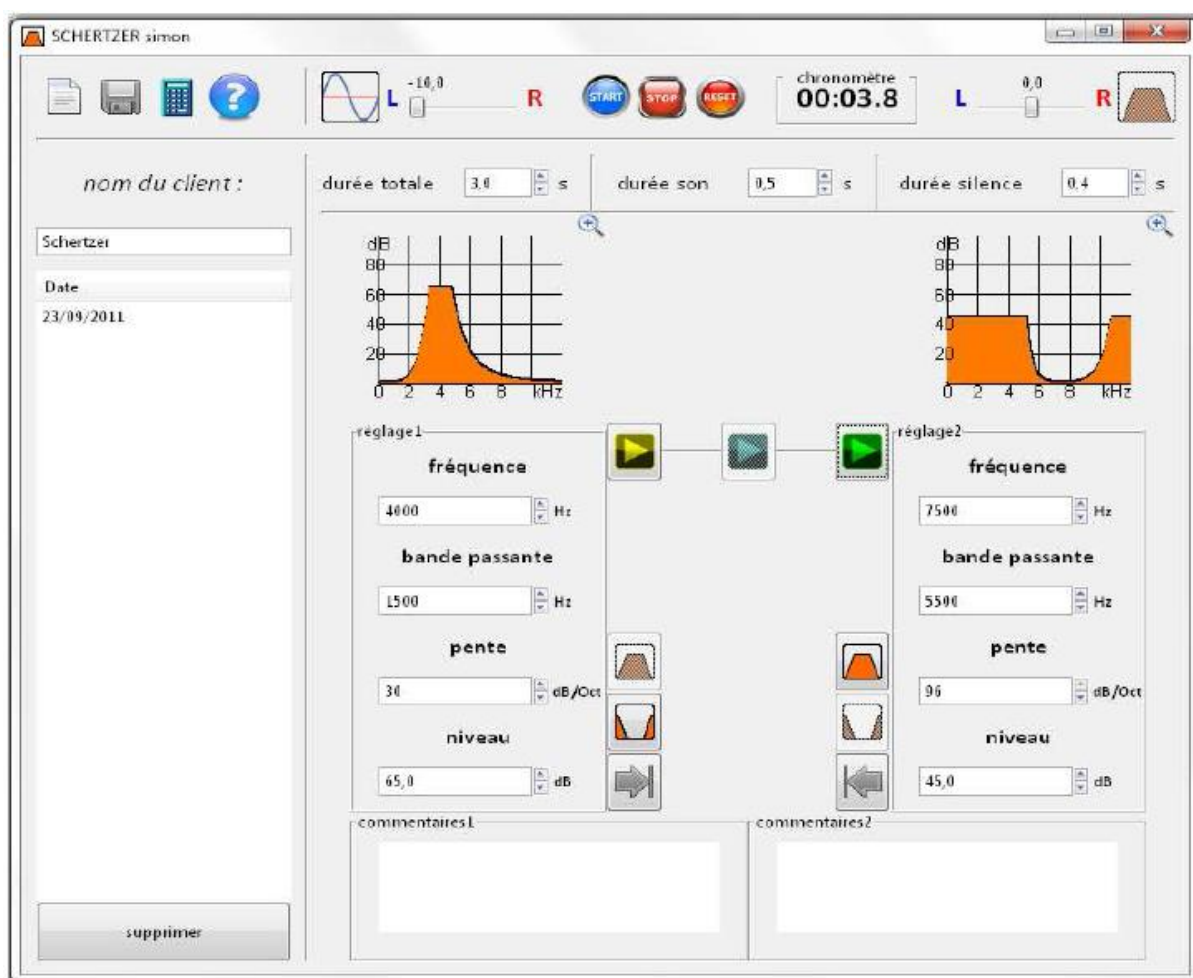 SCHERTZER simon
L -10,0 R START STOP RESET chronomètre 00:03.8 L 0,0 R
nom du client :
durée totale 3,0 s durée son 0,5 s durée silence 0,4 s
Schertzer
Date
23/09/2011
dB
80
60
40
20
0 2 4 6 8 kHz
dB
80
60
40
20
0 2 4 6 8 kHz
réglage1
fréquence
4000 Hz
bande passante
1500 Hz
pente
30 dB/Oct
niveau
65,0 dB
réglage2
fréquence
7500 Hz
bande passante
5500 Hz
pente
96 dB/Oct
niveau
45,0 dB
commentaires1
commentaires2
supprimer